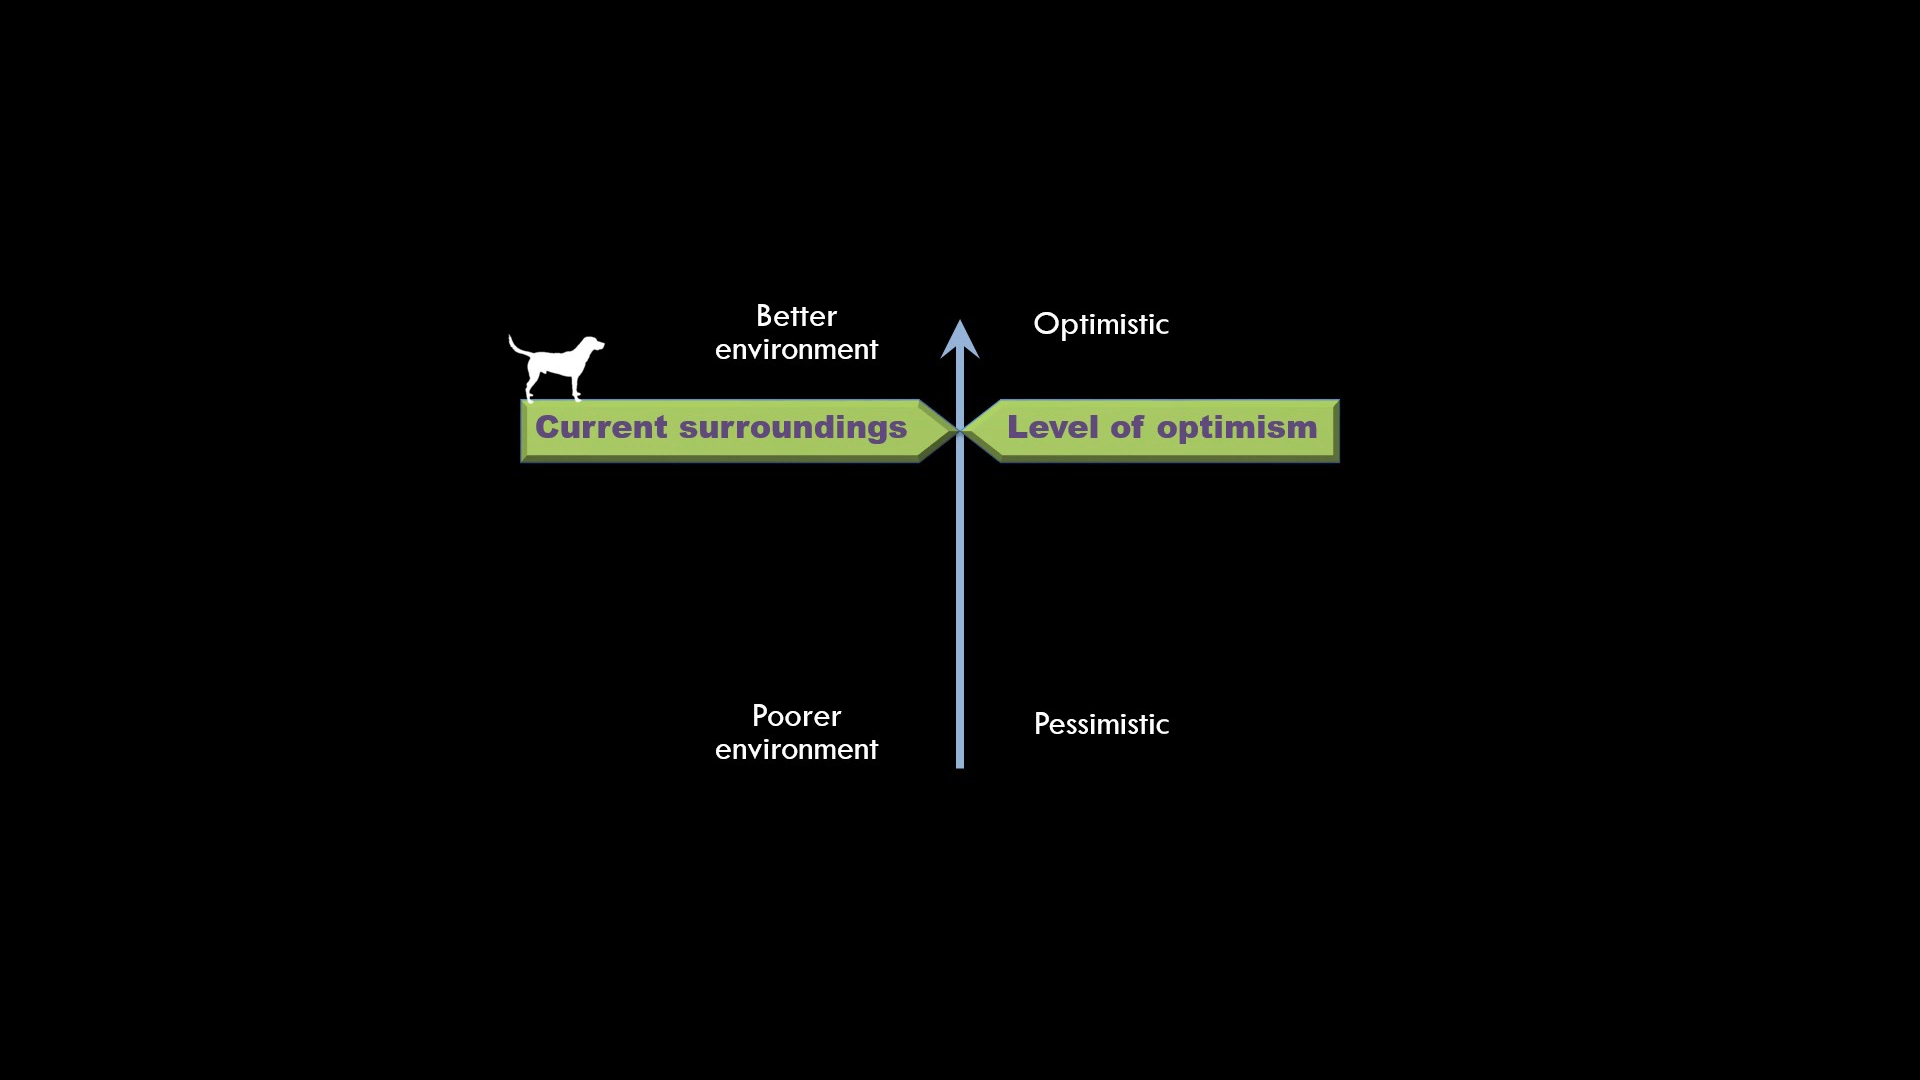 Better
environment
Optimistic
Current surroundings
Level of optimism
Poorer
environment
Pessimistic